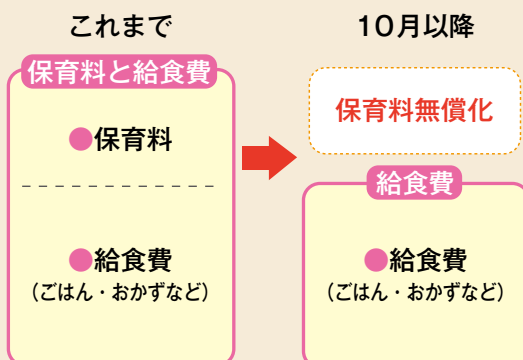 これまで
保育料と給食費
●保育料
●給食費
（ごはん・おかずなど）
10月以降
保育料無償化
給食費
●給食費
（ごはん・おかずなど）